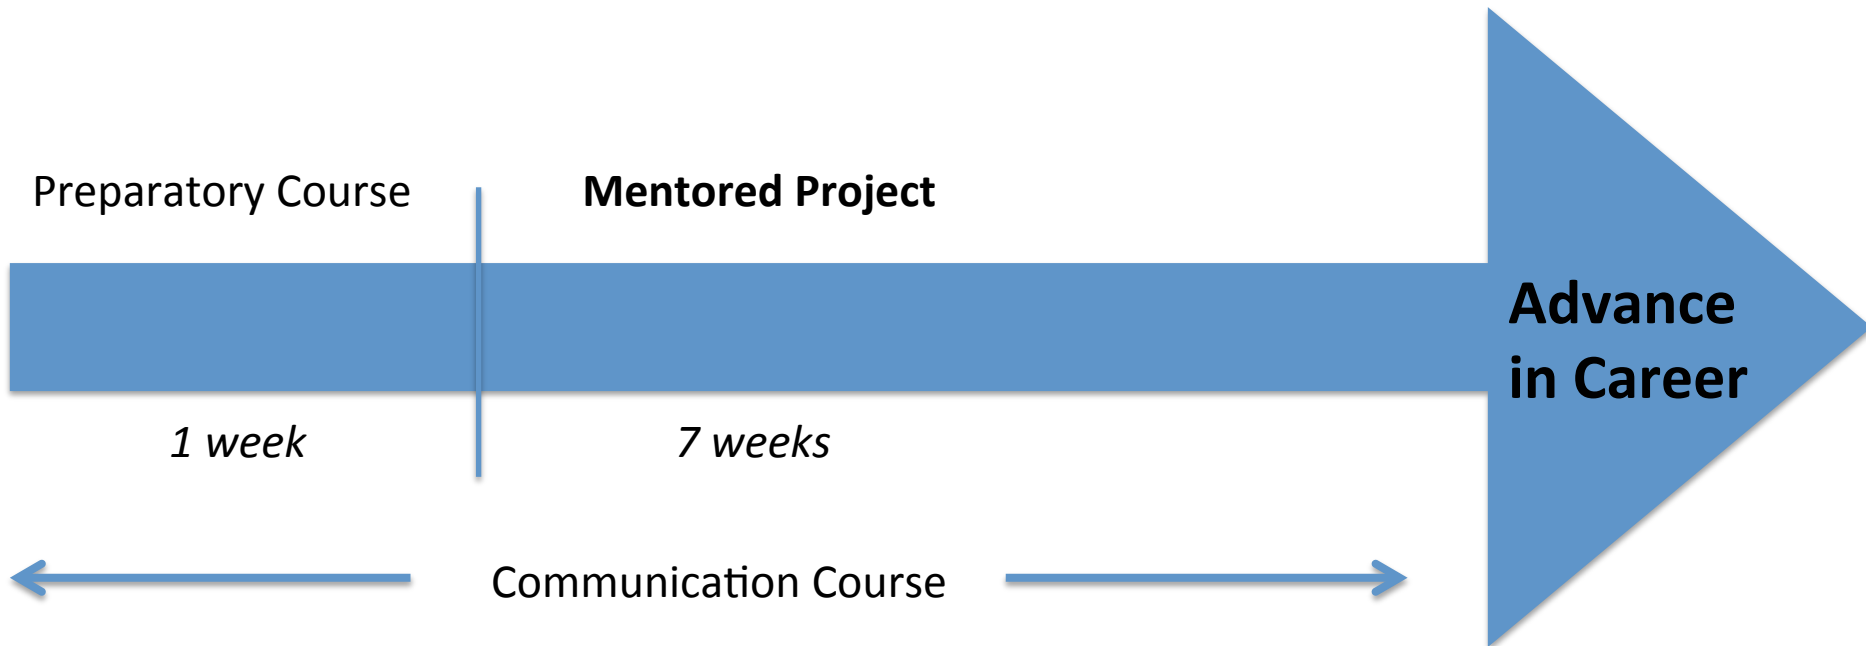 Preparatory Course
Mentored Project
Advance
in Career
1 week
7 weeks
Communication Course